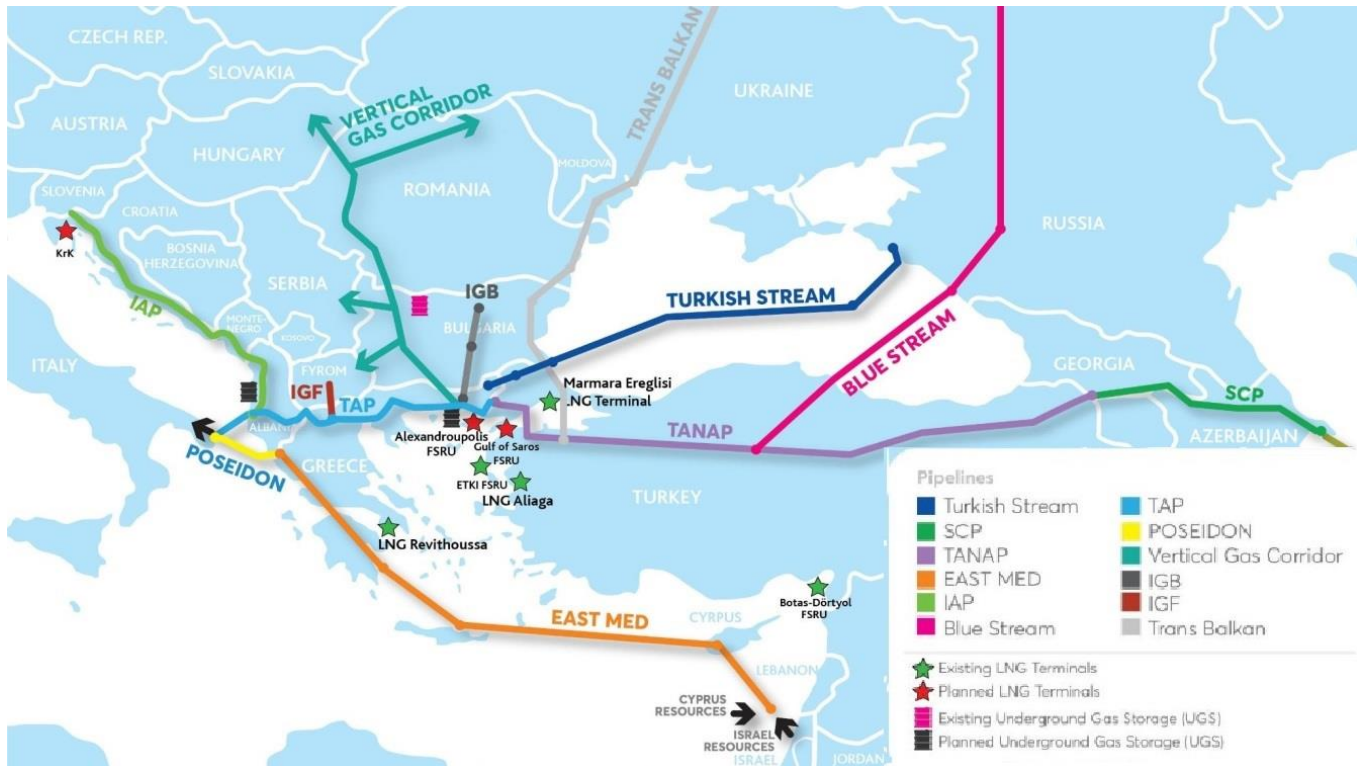 CZECH REP.
SLOVAKIA
AUSTRIA
HUNGARY
SLOVENIA
CROATIA
BOSNIA
HERZEGOVINA
MONTE-
NEGRO
KOSOVO
SERBIA
ROMANIA
MOLDOVA
UKRAINE
RUSSIA
BULGARIA
FYROM
ITALY
GREECE
TURKEY
GEORGIA
AZERBAIJAN
CYRPUS
LEBANON
ISRAEL
JORDAN
VERTICAL
GAS CORRIDOR
TRANS BALKAN
KrK
IAP
IGB
IGF
TAP
POSEIDON
TURKISH STREAM
BLUE STREAM
SCP
TANAP
EAST MED
Marmara Ereglisi
LNG Terminal
Alexandroupolis
FSRU
Gulf of Saros
FSRU
ETKI FSRU
LNG Aliaga
LNG Revithoussa
Botas-Dörtyol
FSRU
CYPRUS
RESOURCES
ISRAEL
RESOURCES
Pipelines
Turkish Stream
SCP
TANAP
EAST MED
IAP
Blue Stream
TAP
POSEIDON
Vertical Gas Corridor
IGB
IGF
Trans Balkan
Existing LNG Terminals
Planned LNG Terminals
Existing Underground Gas Storage (UGS)
Planned Underground Gas Storage (UGS)